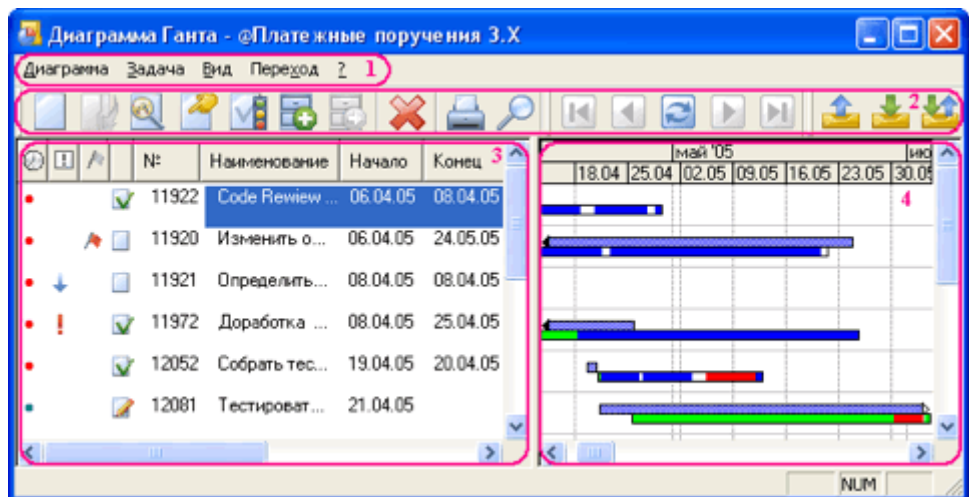 Диаграмма Ганта - @Платежные поручения 3.X
Диаграмма Задача Вид Переход ? 1
2
№ Наименование Начало Конец 3
май '05 ию
18.04 25.04 02.05 09.05 16.05 23.05 30.05
4
11922 Code Rewiew ... 06.04.05 08.04.05
11920 Изменить о... 06.04.05 24.05.05
11921 Определить... 08.04.05 08.04.05
11972 Доработка ... 08.04.05 25.04.05
12052 Собрать тес... 19.04.05 20.04.05
12081 Тестироват... 21.04.05
NUM